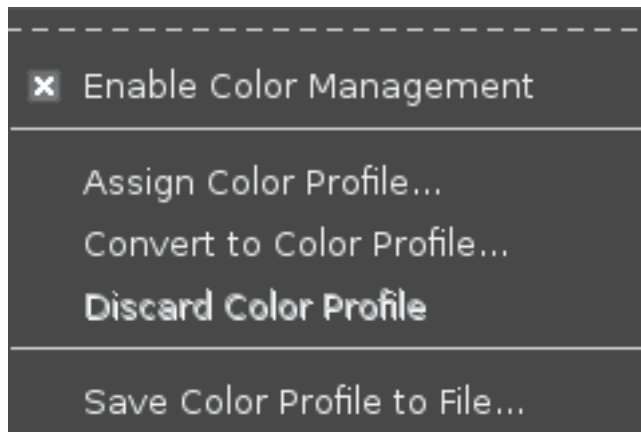 Enable Color Management
Assign Color Profile...
Convert to Color Profile...
Discard Color Profile
Save Color Profile to File...